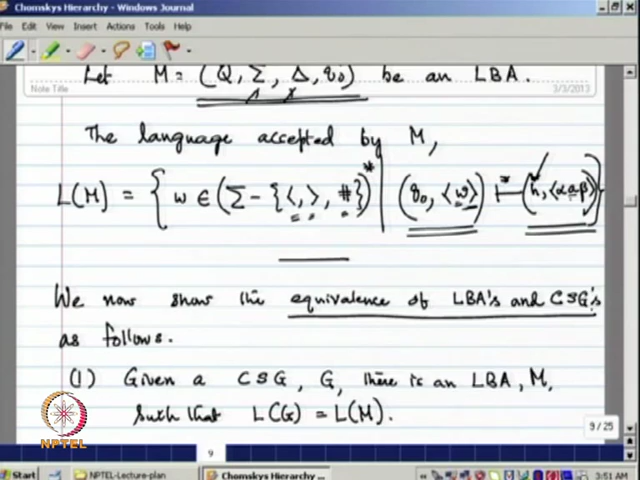 Chomskys Hierarchy - Windows Journal
File Edit View Insert Actions Tools Help
Let M = (Q, Σ, Δ, q₀) be an LBA.
Note Title
3/3/2013
The language accepted by M,
L(M) = { w ∈ (Σ - {<, >, #})* | (q₀, <w>) ⊢* (h, <αaβ>) }
We now show the equivalence of LBA's and CSG's
as follows.
(1) Given a CSG, G, there is an LBA, M,
such that L(G) = L(M).
NPTEL
9
9 / 25
Start NPTEL-Lecture-plan Chomskys Hierarchy - ... 3:51 AM